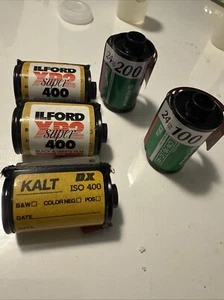 ILFORD
XP2
super
400
ILFORD
XP2
super
400
KALT DX
ISO 400
B&W COLOR NEG POS
DATE
24 200
24 100